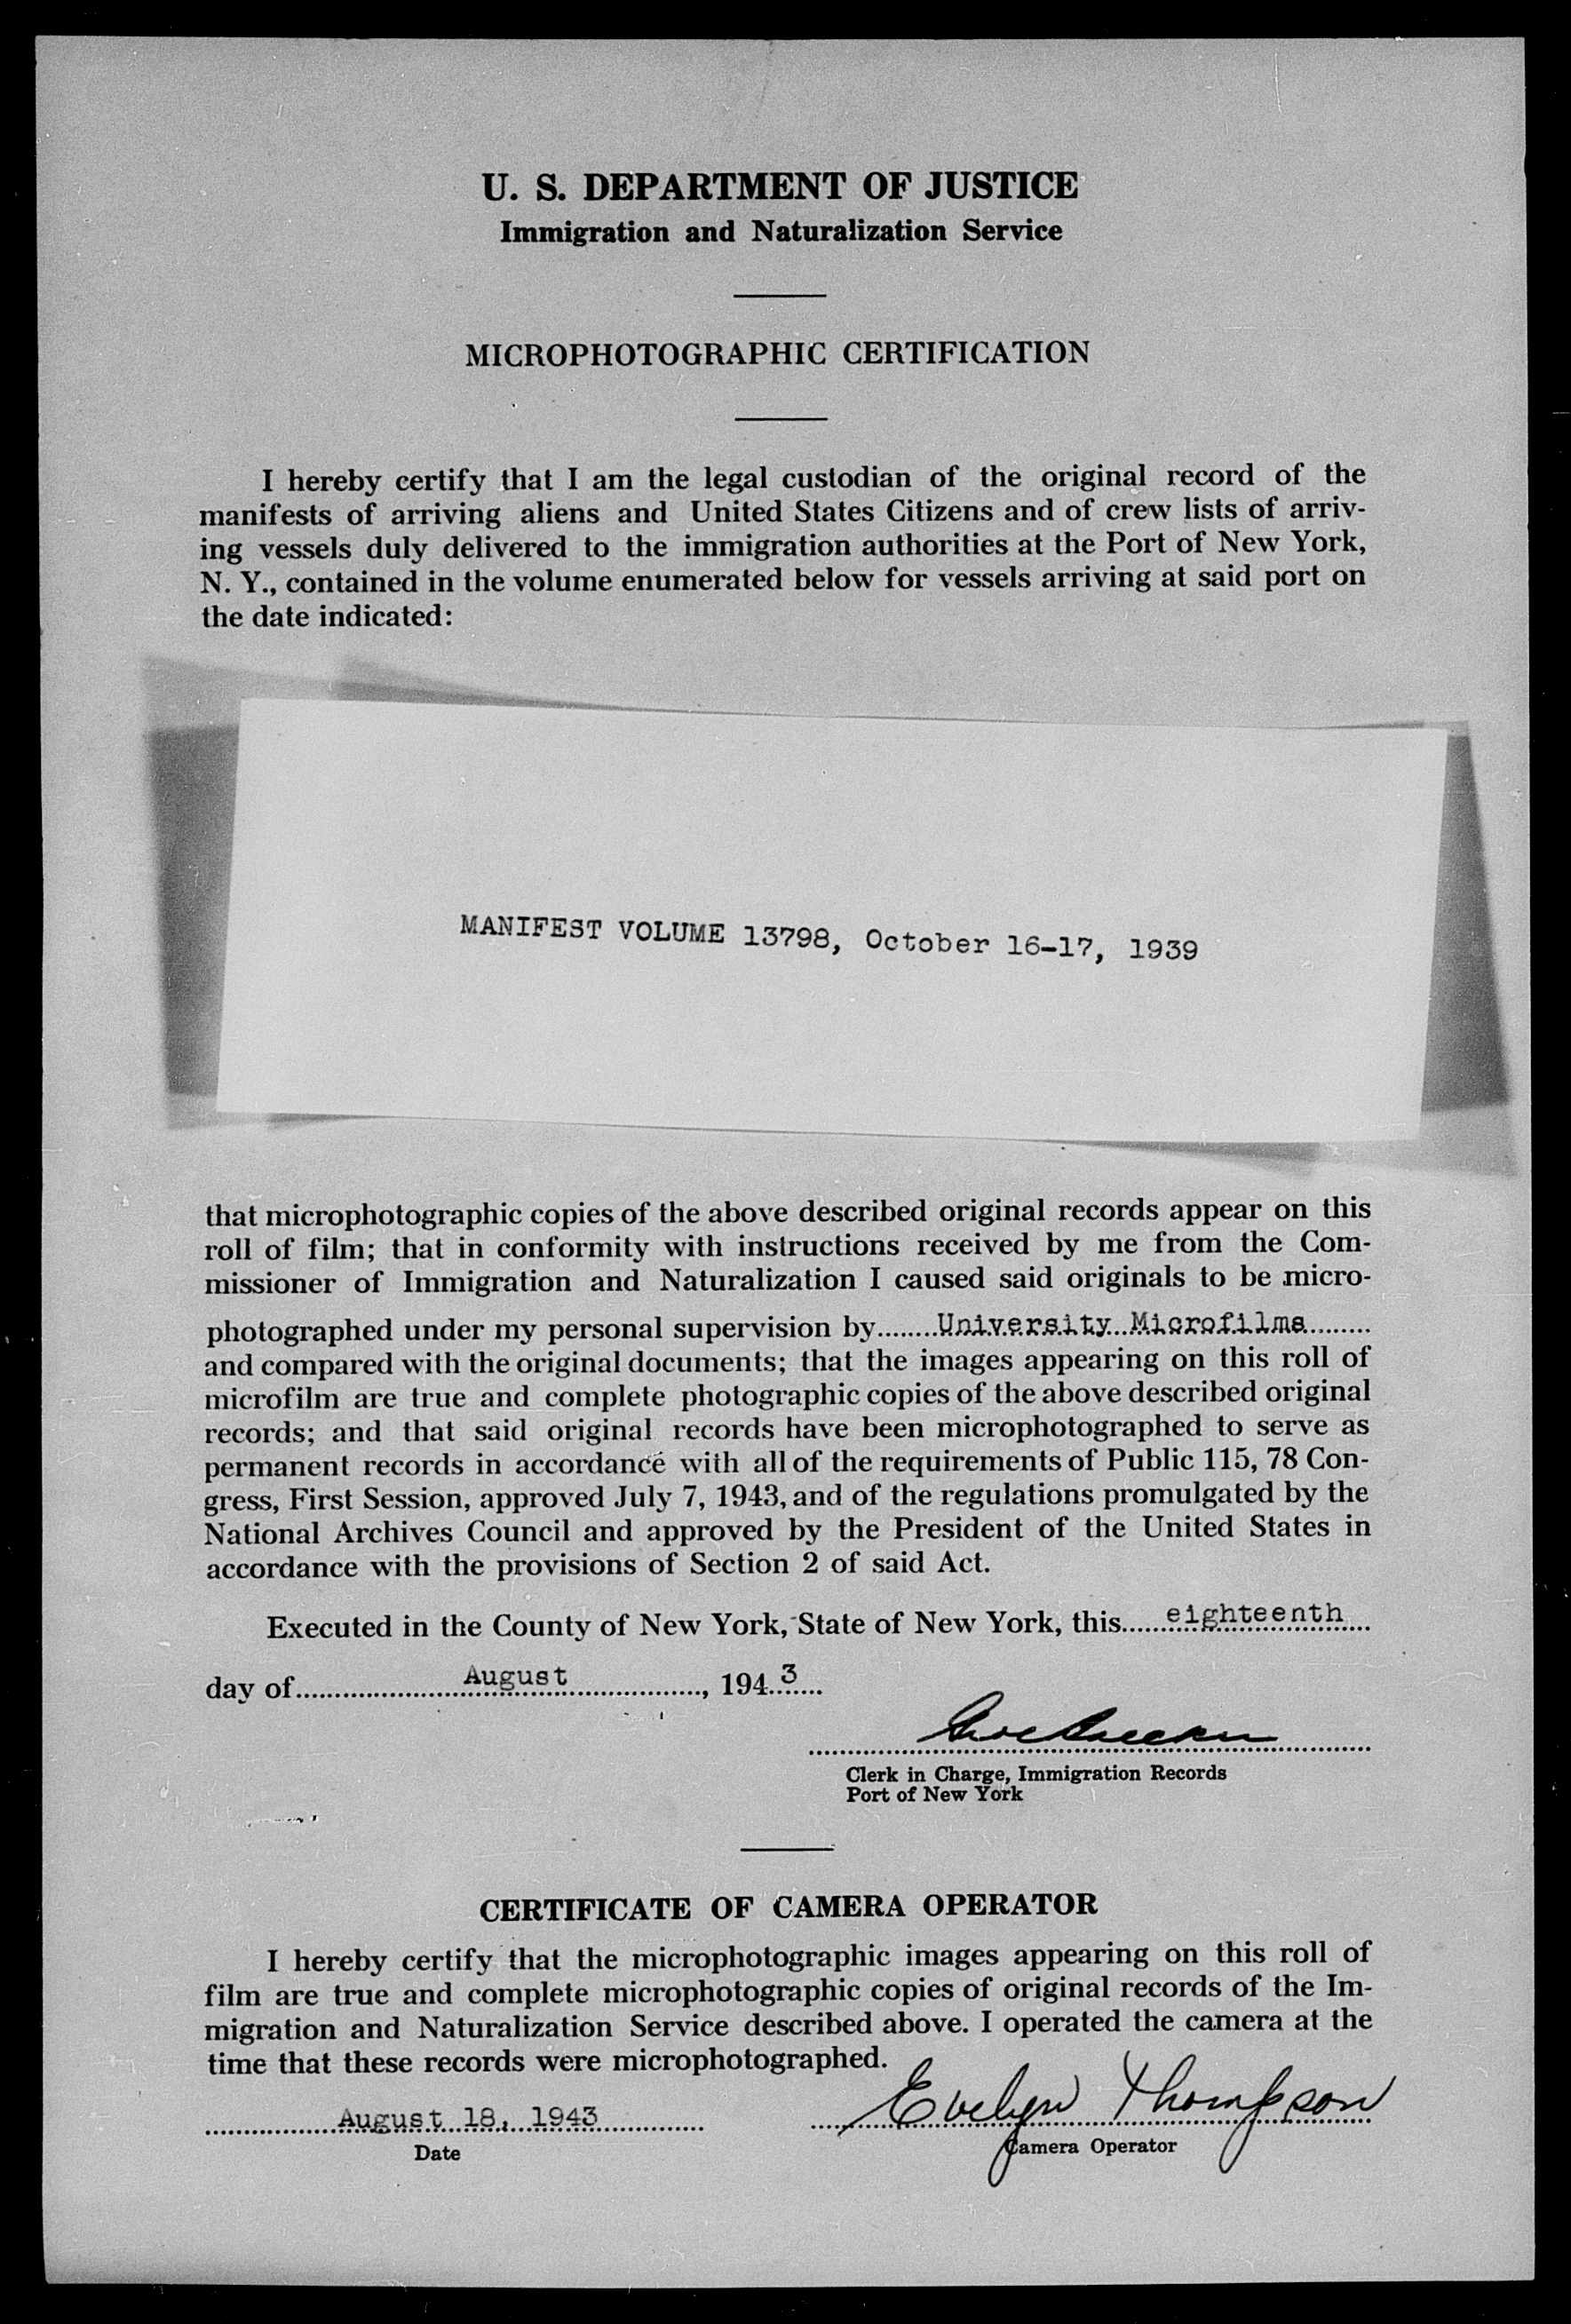 U. S. DEPARTMENT OF JUSTICE
Immigration and Naturalization Service
MICROPHOTOGRAPHIC CERTIFICATION
I hereby certify that I am the legal custodian of the original record of the
manifests of arriving aliens and United States Citizens and of crew lists of arriv-
ing vessels duly delivered to the immigration authorities at the Port of New York,
N. Y., contained in the volume enumerated below for vessels arriving at said port on
the date indicated:
MANIFEST VOLUME 13798, October 16-17, 1939
that microphotographic copies of the above described original records appear on this
roll of film; that in conformity with instructions received by me from the Com-
missioner of Immigration and Naturalization I caused said originals to be micro-
photographed under my personal supervision by University Microfilms
and compared with the original documents; that the images appearing on this roll of
microfilm are true and complete photographic copies of the above described original
records; and that said original records have been microphotographed to serve as
permanent records in accordance with all of the requirements of Public 115, 78 Con-
gress, First Session, approved July 7, 1943, and of the regulations promulgated by the
National Archives Council and approved by the President of the United States in
accordance with the provisions of Section 2 of said Act.
Executed in the County of New York, State of New York, this eighteenth
day of August, 1943
Clerk in Charge, Immigration Records
Port of New York
CERTIFICATE OF CAMERA OPERATOR
I hereby certify that the microphotographic images appearing on this roll of
film are true and complete microphotographic copies of original records of the Im-
migration and Naturalization Service described above. I operated the camera at the
time that these records were microphotographed.
August 18, 1943 Evelyn Thompson
Date Camera Operator